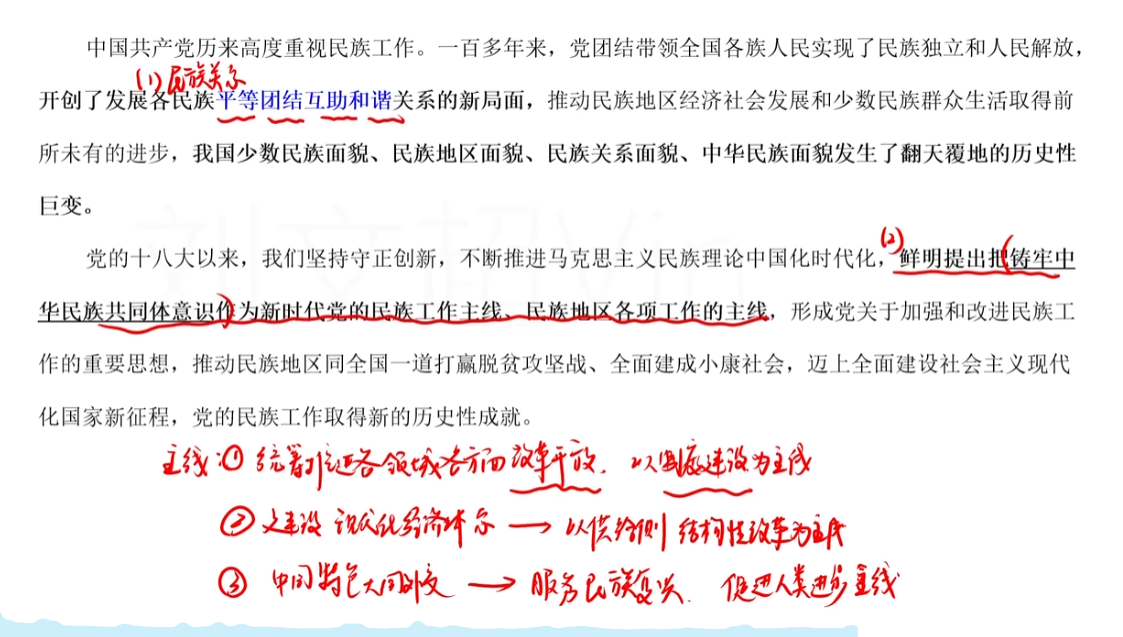 中国共产党历来高度重视民族工作。一百多年来，党团结带领全国各族人民实现了民族独立和人民解放，
(1)民族关系
开创了发展各民族平等团结互助和谐关系的新局面，推动民族地区经济社会发展和少数民族群众生活取得前
所未有的进步，我国少数民族面貌、民族地区面貌、民族关系面貌、中华民族面貌发生了翻天覆地的历史性
巨变。
(2)
党的十八大以来，我们坚持守正创新，不断推进马克思主义民族理论中国化时代化，鲜明提出把(铸牢中
华民族共同体意识)作为新时代党的民族工作主线、民族地区各项工作的主线，形成党关于加强和改进民族工
作的重要思想，推动民族地区同全国一道打赢脱贫攻坚战、全面建成小康社会，迈上全面建设社会主义现代
化国家新征程，党的民族工作取得新的历史性成就。
主线:① 统筹推进各领域各方面改革开放. 以制度建设为主线
② 建设现代化经济体系 → 以供给侧结构性改革为主线
③ 中国特色大国外交 → 服务民族复兴. 促进人类进步主线